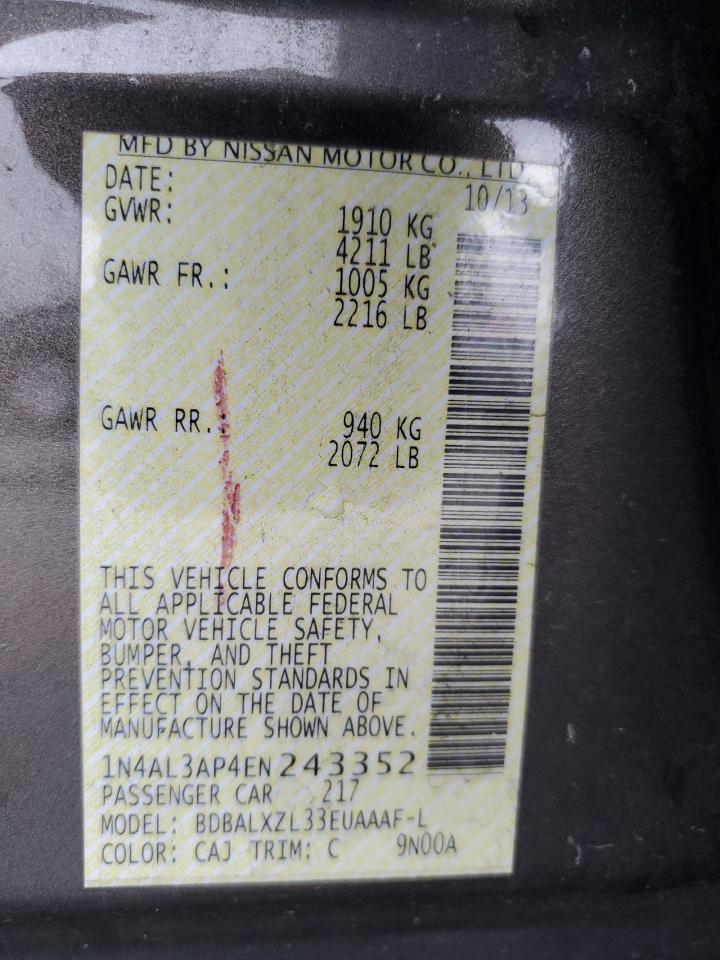 MFD BY NISSAN MOTOR CO., LTD.
DATE: 10/13
GVWR: 1910 KG
4211 LB
GAWR FR.: 1005 KG
2216 LB
GAWR RR.: 940 KG
2072 LB
THIS VEHICLE CONFORMS TO
ALL APPLICABLE FEDERAL
MOTOR VEHICLE SAFETY,
BUMPER, AND THEFT
PREVENTION STANDARDS IN
EFFECT ON THE DATE OF
MANUFACTURE SHOWN ABOVE.
1N4AL3AP4EN243352
PASSENGER CAR 217
MODEL: BDBALXZL33EUAAAF-L
COLOR: CAJ TRIM: C 9N00A